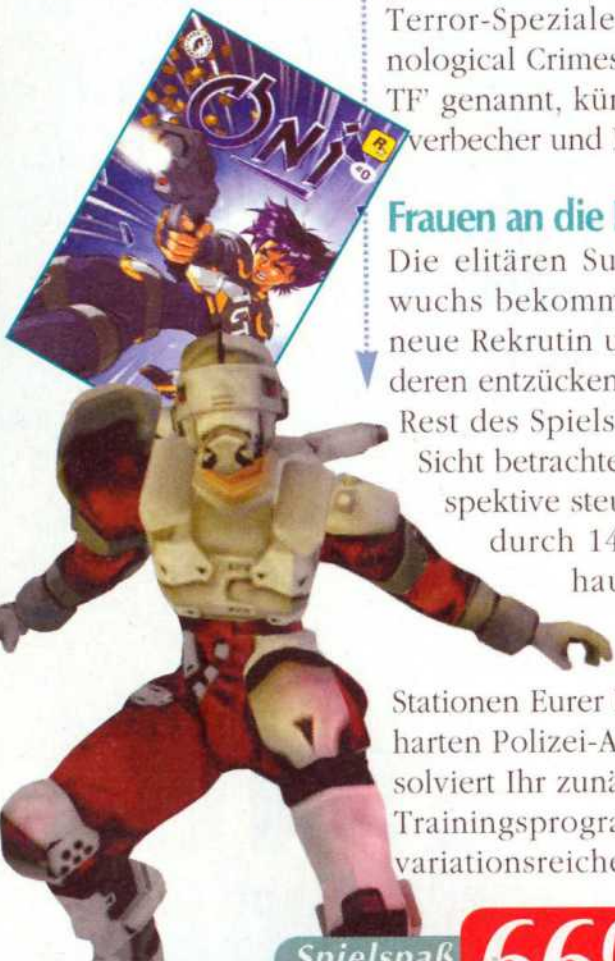 ONI
R
#0
Terror-Speziale
nological Crimes
TF' genannt, kür
verbecher und
Frauen an die
Die elitären Su
wuchs bekomm
neue Rekrutin u
deren entzücken
Rest des Spiels
Sicht betrachte
spektive ste
durch 14
hau
Stationen Eurer
harten Polizei-A
solviert Ihr zunä
Trainingsprogra
variationsreiche
Spielspaß